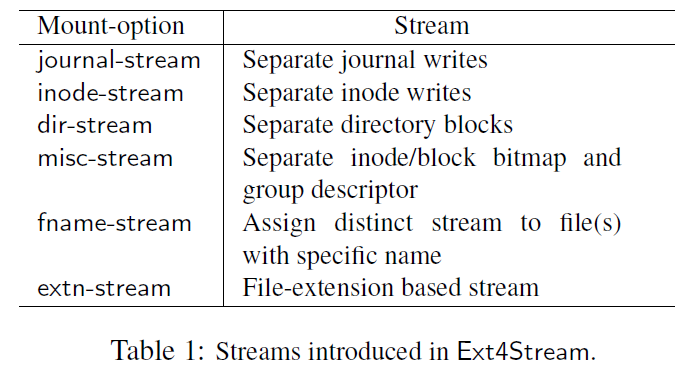 Mount-option Stream
journal-stream Separate journal writes
inode-stream Separate inode writes
dir-stream Separate directory blocks
misc-stream Separate inode/block bitmap and
group descriptor
fname-stream Assign distinct stream to file(s)
with specific name
extn-stream File-extension based stream
Table 1: Streams introduced in Ext4Stream.